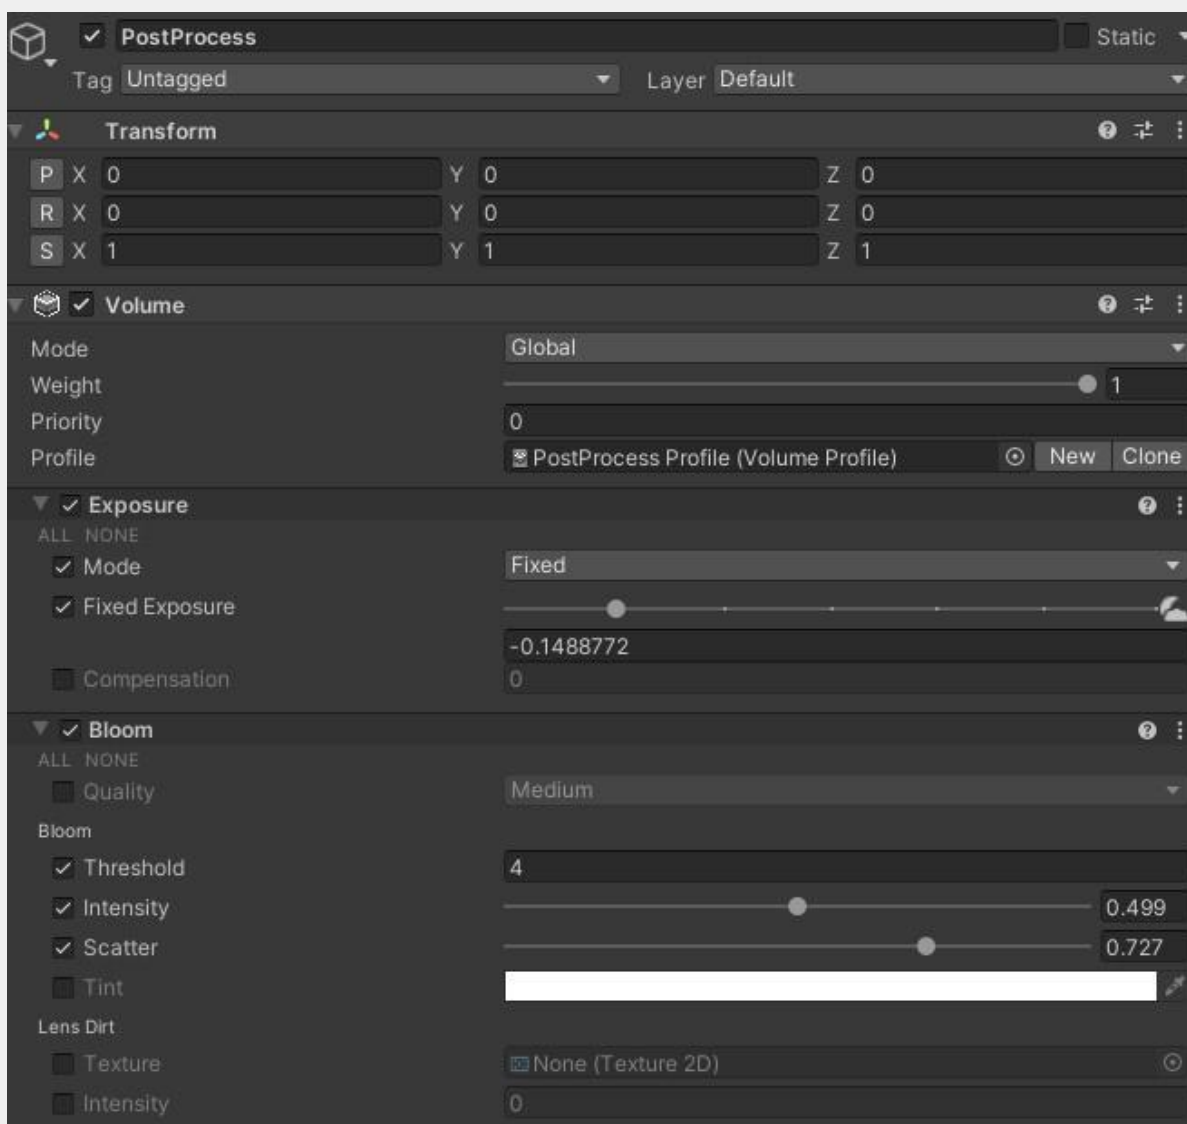 PostProcess Static
Tag Untagged Layer Default
Transform
P X 0 Y 0 Z 0
R X 0 Y 0 Z 0
S X 1 Y 1 Z 1
Volume
Mode Global
Weight 1
Priority 0
Profile PostProcess Profile (Volume Profile) New Clone
Exposure
ALL NONE
Mode Fixed
Fixed Exposure
-0.1488772
Compensation 0
Bloom
ALL NONE
Quality Medium
Bloom
Threshold 4
Intensity 0.499
Scatter 0.727
Tint
Lens Dirt
Texture None (Texture 2D)
Intensity 0